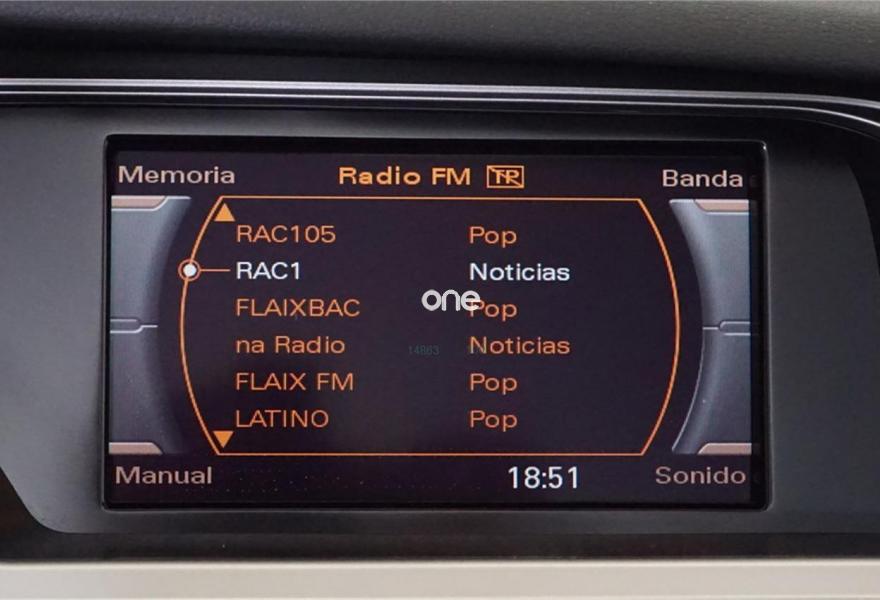 Memoria Radio FM TP Banda
RAC105 Pop
RAC1 Noticias
one
FLAIXBAC Pop
na Radio Noticias
14863
FLAIX FM Pop
LATINO Pop
Manual 18:51 Sonido